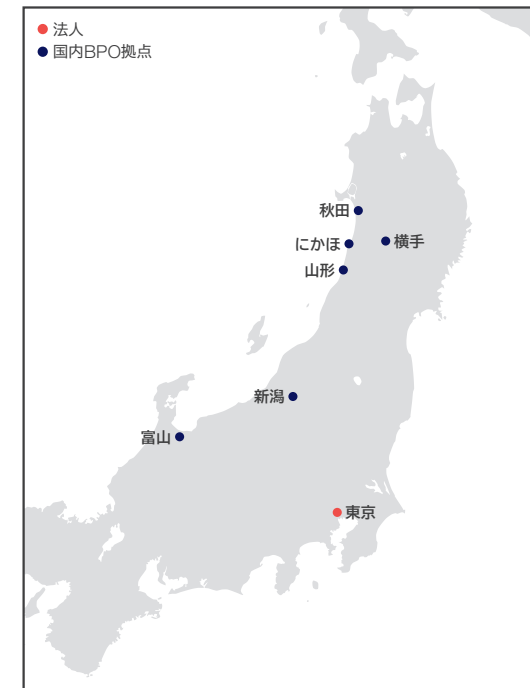 法人
国内BPO拠点
秋田
にかほ
横手
山形
新潟
富山
東京